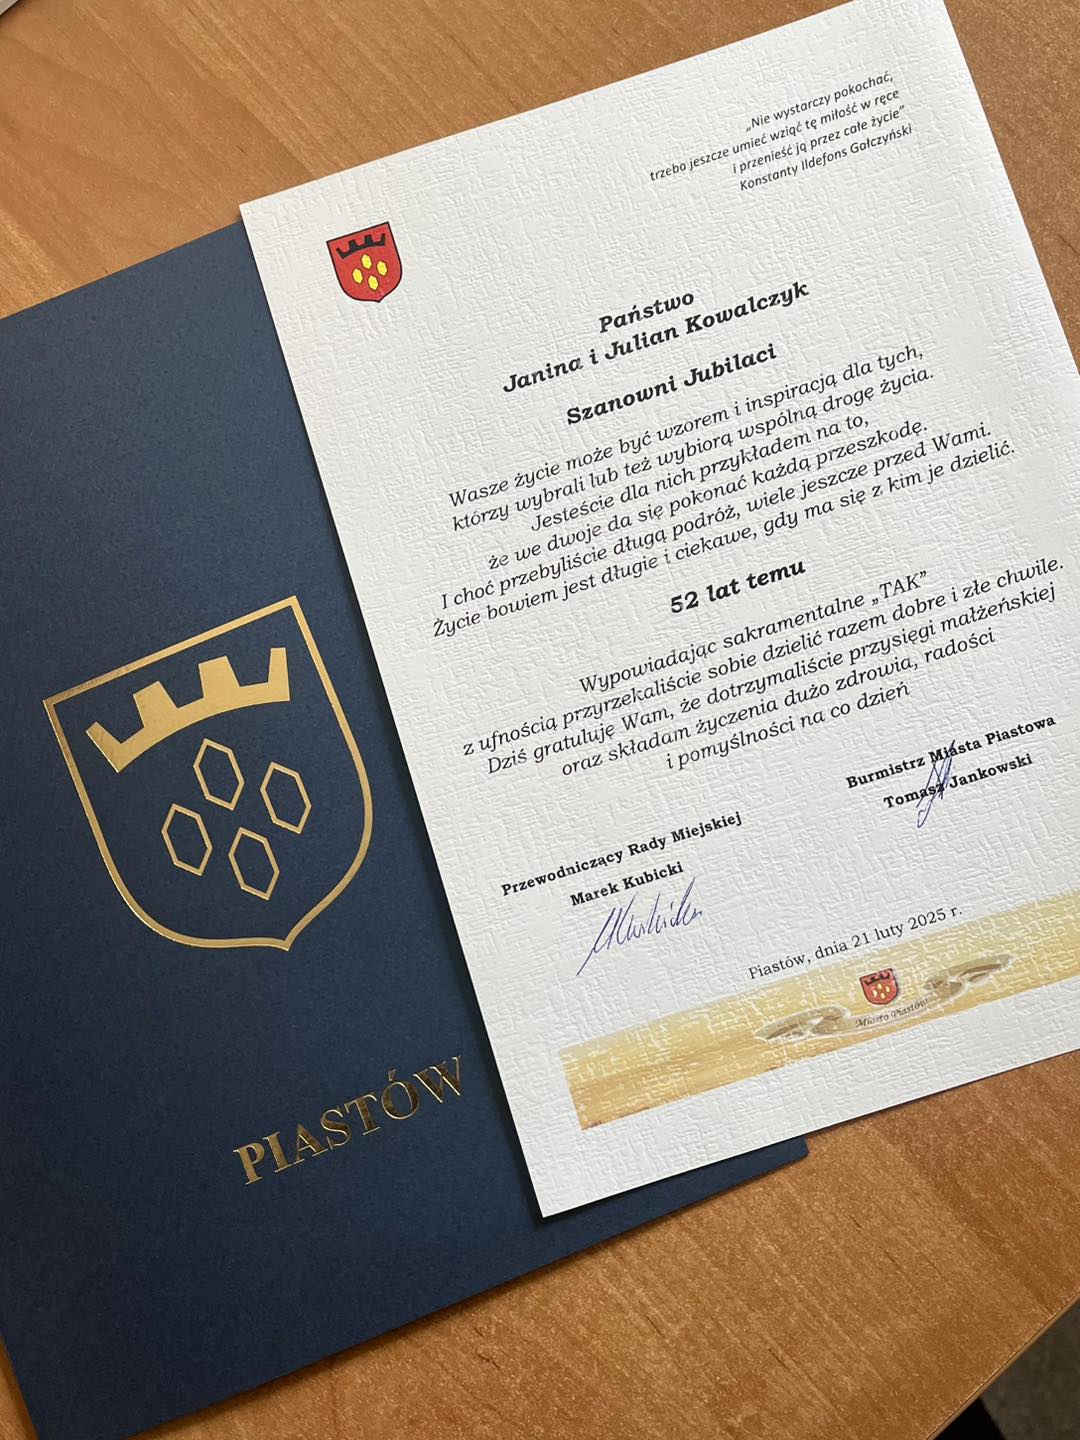 „Nie wystarczy pokochać,
trzeba jeszcze umieć wziąć tę miłość w ręce
i przenieść ją przez całe życie”
Konstanty Ildefons Gałczyński
Państwo
Janina i Julian Kowalczyk
Szanowni Jubilaci
Wasze życie może być wzorem i inspiracją dla tych,
którzy wybrali lub też wybiorą wspólną drogę życia.
Jesteście dla nich przykładem na to,
że we dwoje da się pokonać każdą przeszkodę.
I choć przebyliście długą podróż, wiele jeszcze przed Wami.
Życie bowiem jest długie i ciekawe, gdy ma się z kim je dzielić.
52 lat temu
Wypowiadając sakramentalne „TAK”
z ufnością przyrzekaliście sobie dzielić razem dobre i złe chwile.
Dziś gratuluję Wam, że dotrzymaliście przysięgi małżeńskiej
oraz składam życzenia dużo zdrowia, radości
i pomyślności na co dzień
Burmistrz Miasta Piastowa
Tomasz Jankowski
Przewodniczący Rady Miejskiej
Marek Kubicki
Piastów, dnia 21 luty 2025 r.
Miasto Piastów
PIASTÓW